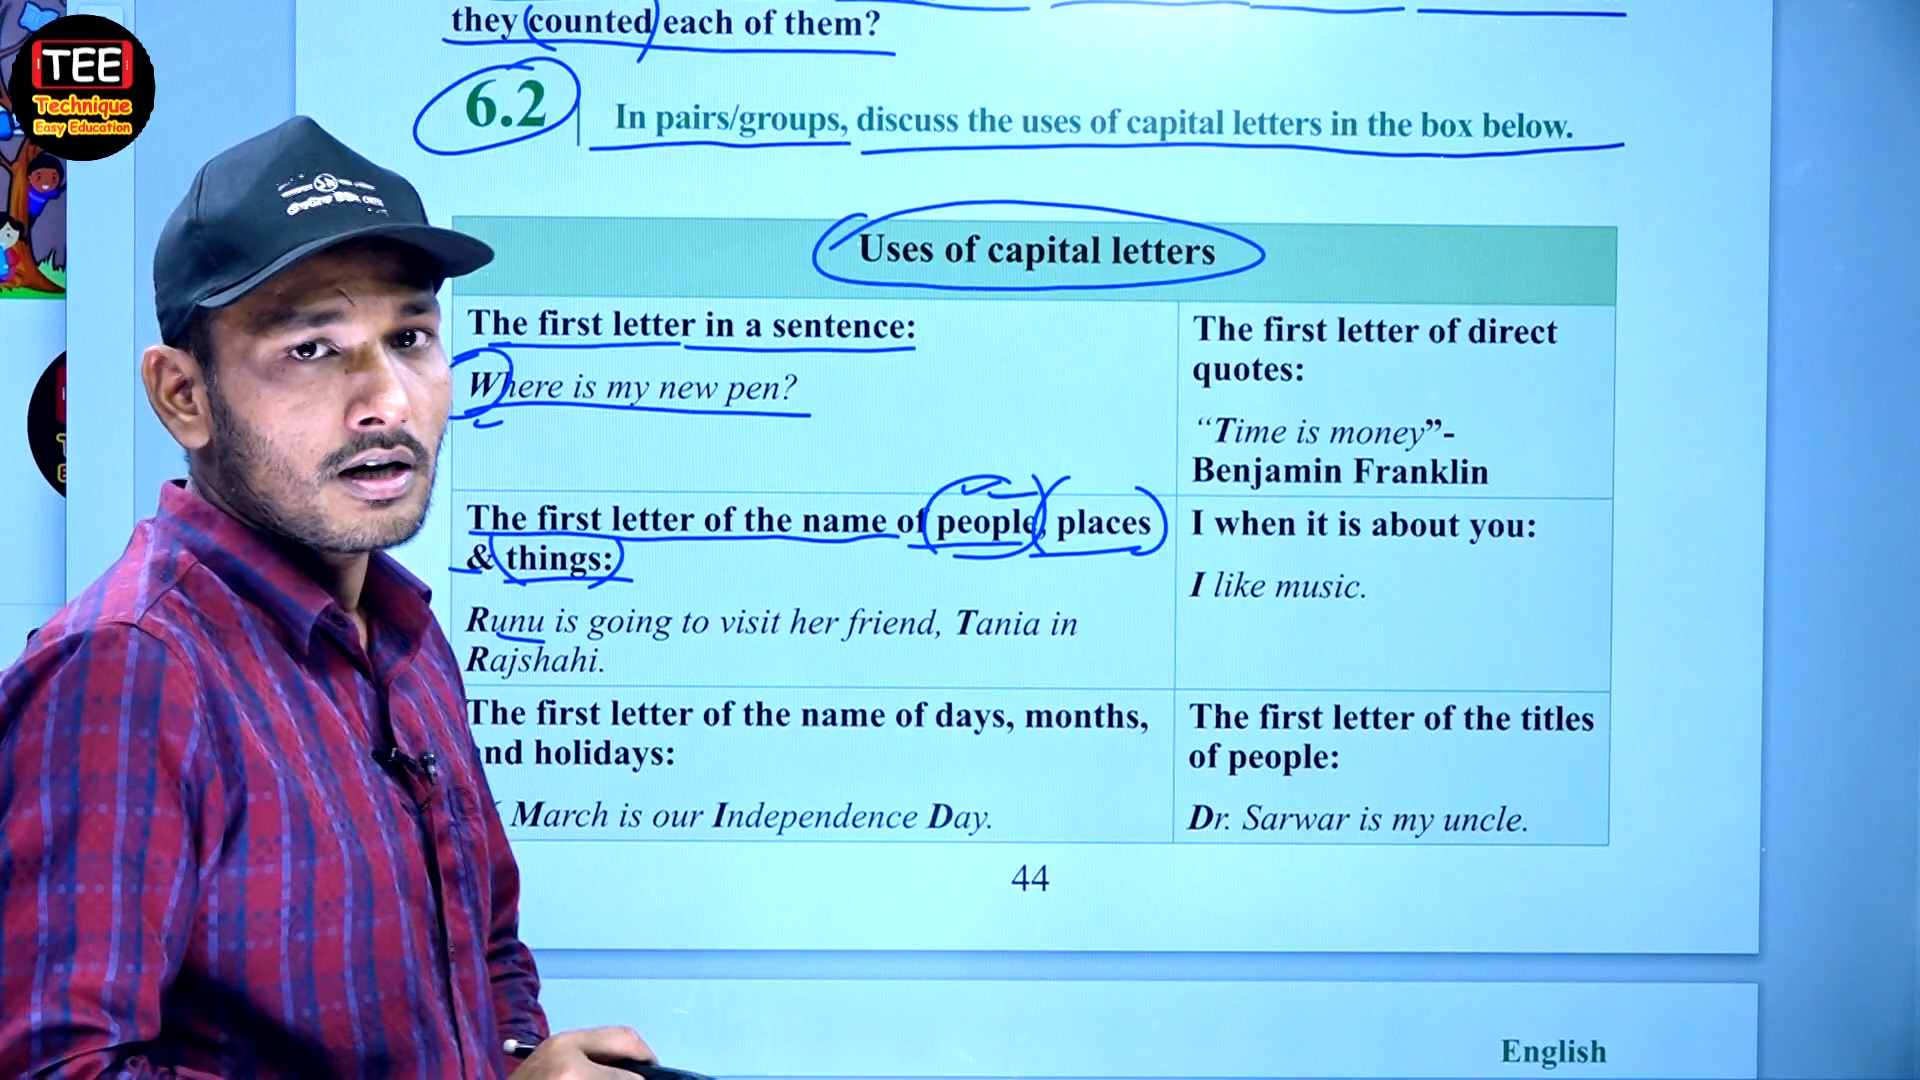 TEE
Technique
Easy Education
they counted each of them?
6.2
In pairs/groups, discuss the uses of capital letters in the box below.
Uses of capital letters
The first letter in a sentence:
Where is my new pen?
The first letter of direct
quotes:
“Time is money”-
Benjamin Franklin
The first letter of the name of people, places
& things:
Runu is going to visit her friend, Tania in
Rajshahi.
I when it is about you:
I like music.
The first letter of the name of days, months,
nd holidays:
March is our Independence Day.
The first letter of the titles
of people:
Dr. Sarwar is my uncle.
44
English